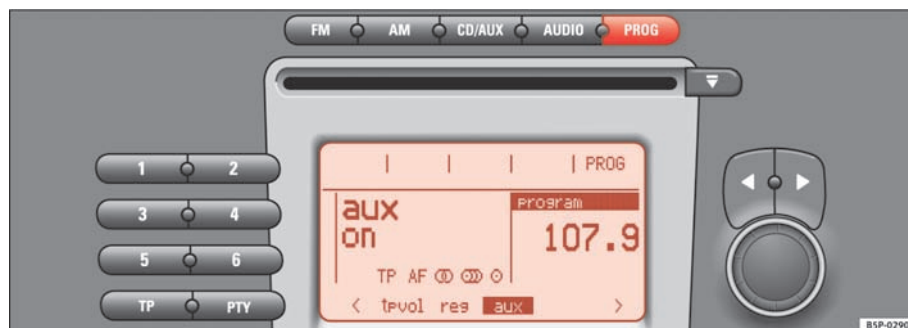 FM AM CD/AUX AUDIO PROG
PROG
1 2
aux
program
3 4
on
107.9
5 6
TP AF
< tpvol reg aux >
TP PTY
B5P-0290